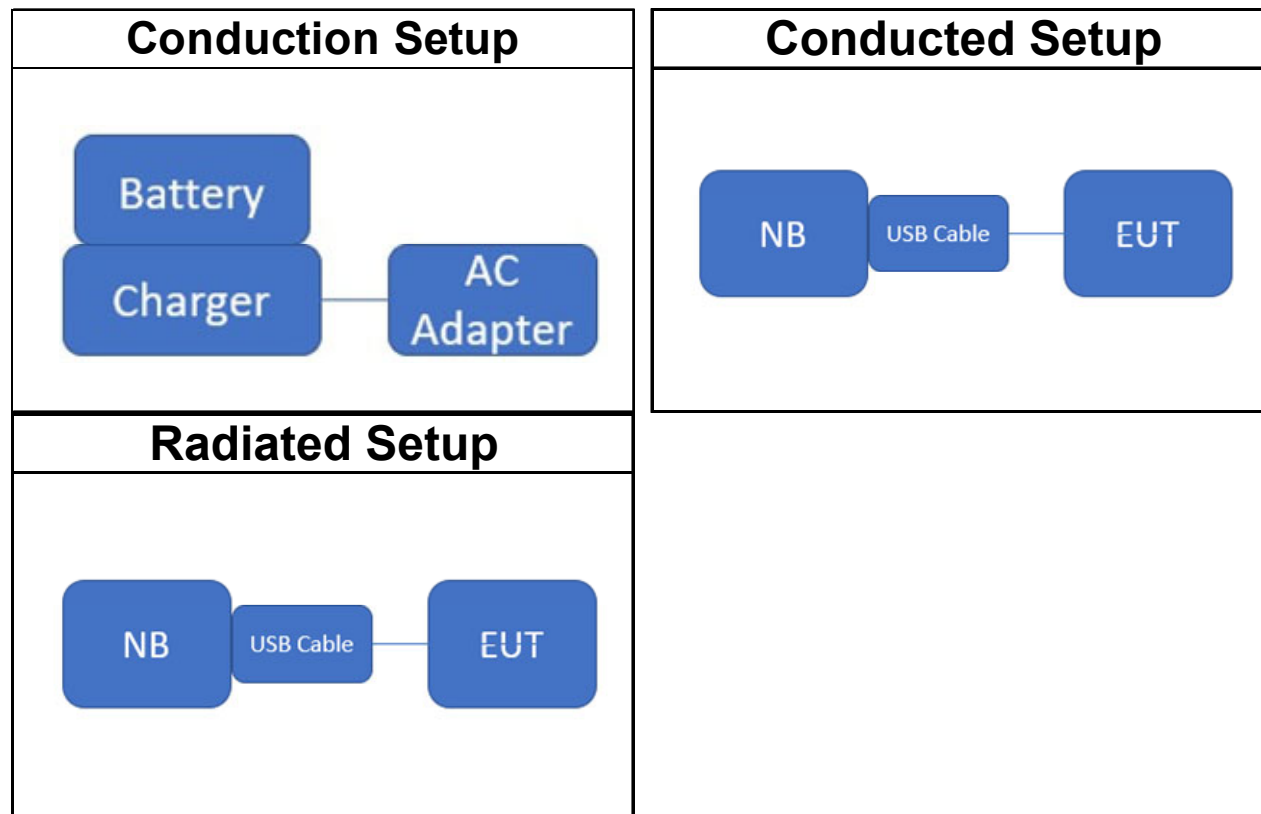 Conduction Setup
Battery
Charger
AC
Adapter
Conducted Setup
NB
USB Cable
EUT
Radiated Setup
NB
USB Cable
EUT